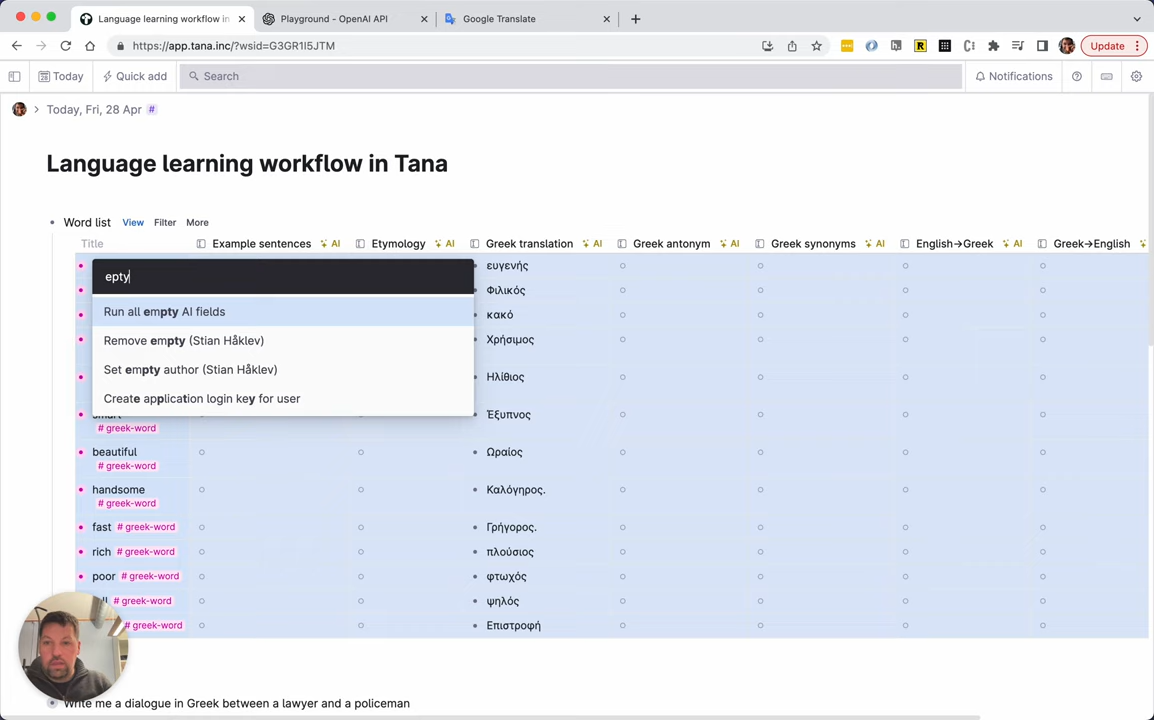 Language learning workflow in
Playground - OpenAI API
Google Translate
https://app.tana.inc/?wsid=G3GR1I5JTM
Update
28
Today
Quick add
Search
Notifications
Today, Fri, 28 Apr #
Language learning workflow in Tana
Word list View Filter More
Title Example sentences AI Etymology AI Greek translation AI Greek antonym AI Greek synonyms AI English→Greek AI Greek→English
epty
Run all empty AI fields
Remove empty (Stian Håklev)
Set empty author (Stian Håklev)
Create application login key for user
ευγενής
Φιλικός
κακό
Χρήσιμος
Ηλίθιος
smart Έξυπνος
# greek-word
beautiful Ωραίος
# greek-word
handsome Καλόγηρος.
# greek-word
fast # greek-word Γρήγορος.
rich # greek-word πλούσιος
poor # greek-word φτωχός
# greek-word ψηλός
# greek-word Επιστροφή
Write me a dialogue in Greek between a lawyer and a policeman